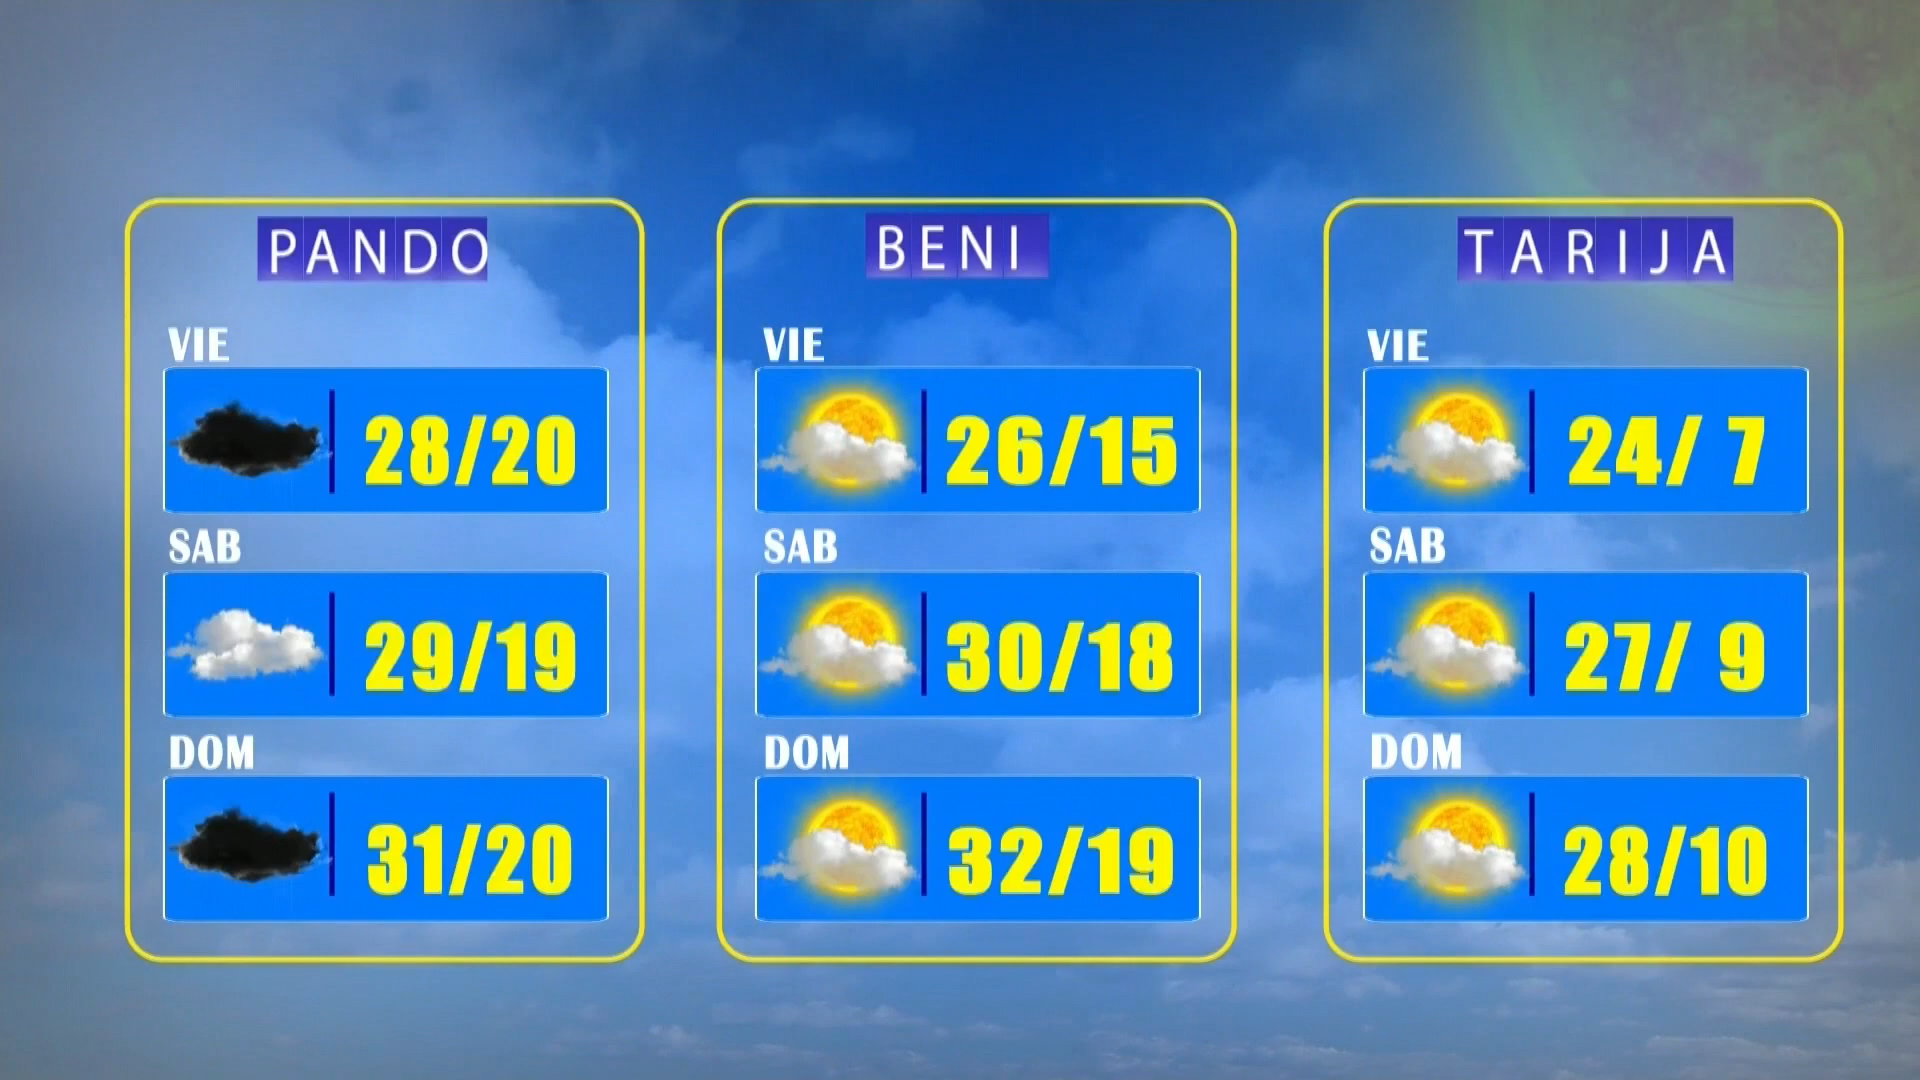 PANDO
VIE
28/20
SAB
29/19
DOM
31/20
BENI
VIE
26/15
SAB
30/18
DOM
32/19
TARIJA
VIE
24/ 7
SAB
27/ 9
DOM
28/10